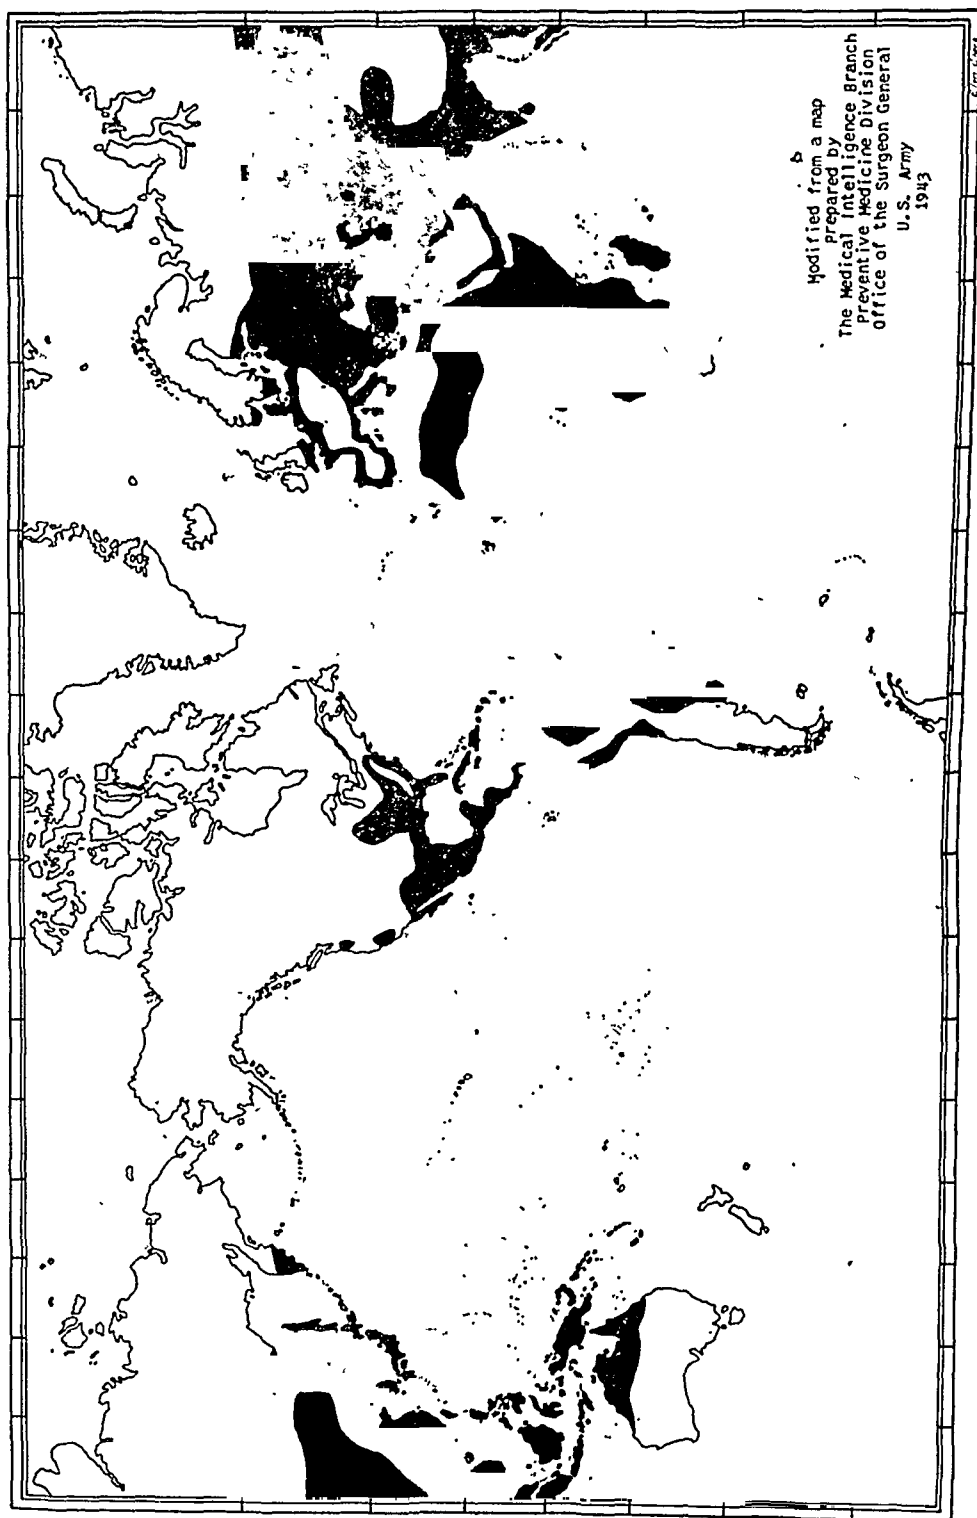 Modified from a map
Prepared by
The Medical Intelligence Branch
Preventive Medicine Division
Office of the Surgeon General
U.S. Army
1943